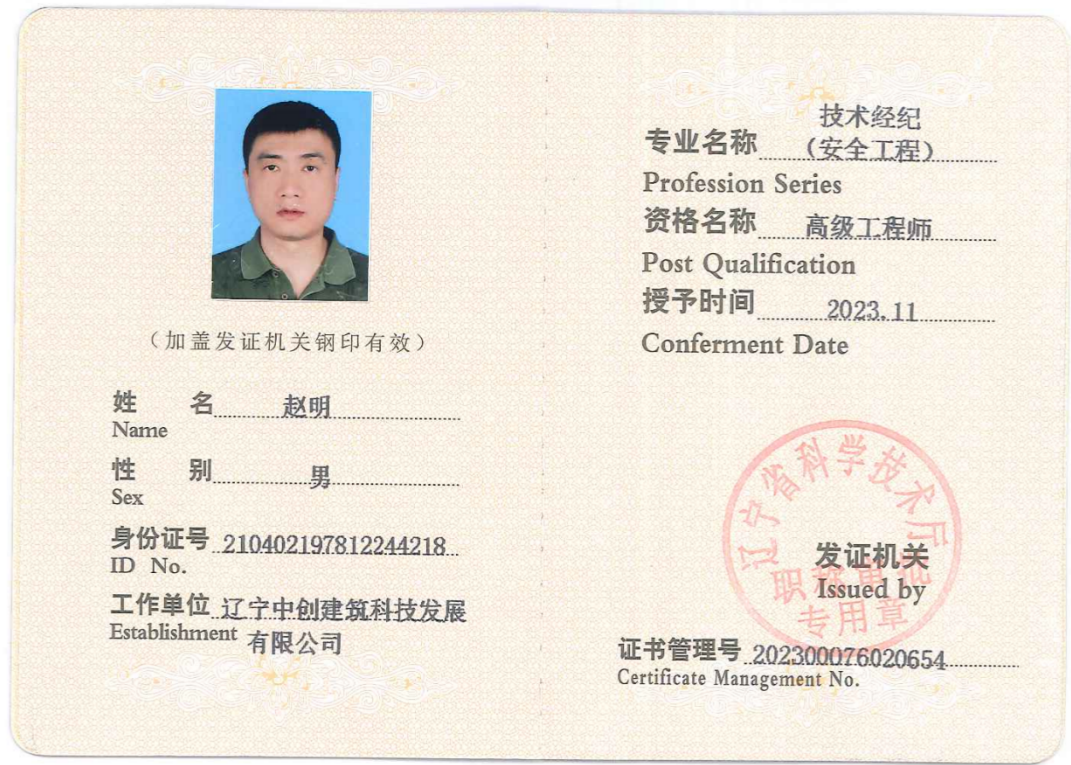 （加盖发证机关钢印有效）
姓 名 赵明
Name
性 别 男
Sex
身份证号 210402197812244218
ID No.
工作单位 辽宁中创建筑科技发展
Establishment 有限公司
技术经纪
专业名称 （安全工程）
Profession Series
资格名称 高级工程师
Post Qualification
授予时间 2023.11
Conferment Date
辽宁省科学技术厅
职称审批
专用章
发证机关
Issued by
证书管理号 202300076020654
Certificate Management No.